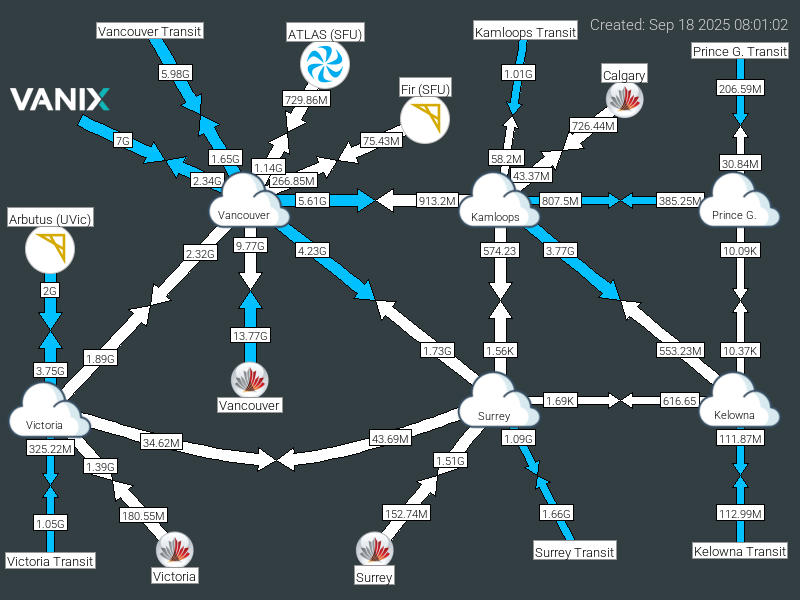 Created: Sep 18 2025 08:01:02
Vancouver Transit
ATLAS (SFU)
Kamloops Transit
Prince G. Transit
5.98G
1.01G
Calgary
206.59M
VANIX
729.86M
Fir (SFU)
726.44M
7G
75.43M
1.65G
1.14G
58.2M
30.84M
2.34G
266.85M
43.37M
Vancouver
5.61G
913.2M
Kamloops
807.5M
385.25M
Prince G.
Arbutus (UVic)
2.32G
9.77G
4.23G
574.23
3.77G
10.09K
2G
13.77G
3.75G
1.89G
1.73G
1.56K
553.23M
10.37K
Vancouver
1.69K
616.65
Victoria
Surrey
Kelowna
325.22M
34.62M
43.69M
1.09G
111.87M
1.39G
1.51G
1.05G
180.55M
152.74M
1.66G
112.99M
Victoria Transit
Victoria
Surrey
Surrey Transit
Kelowna Transit